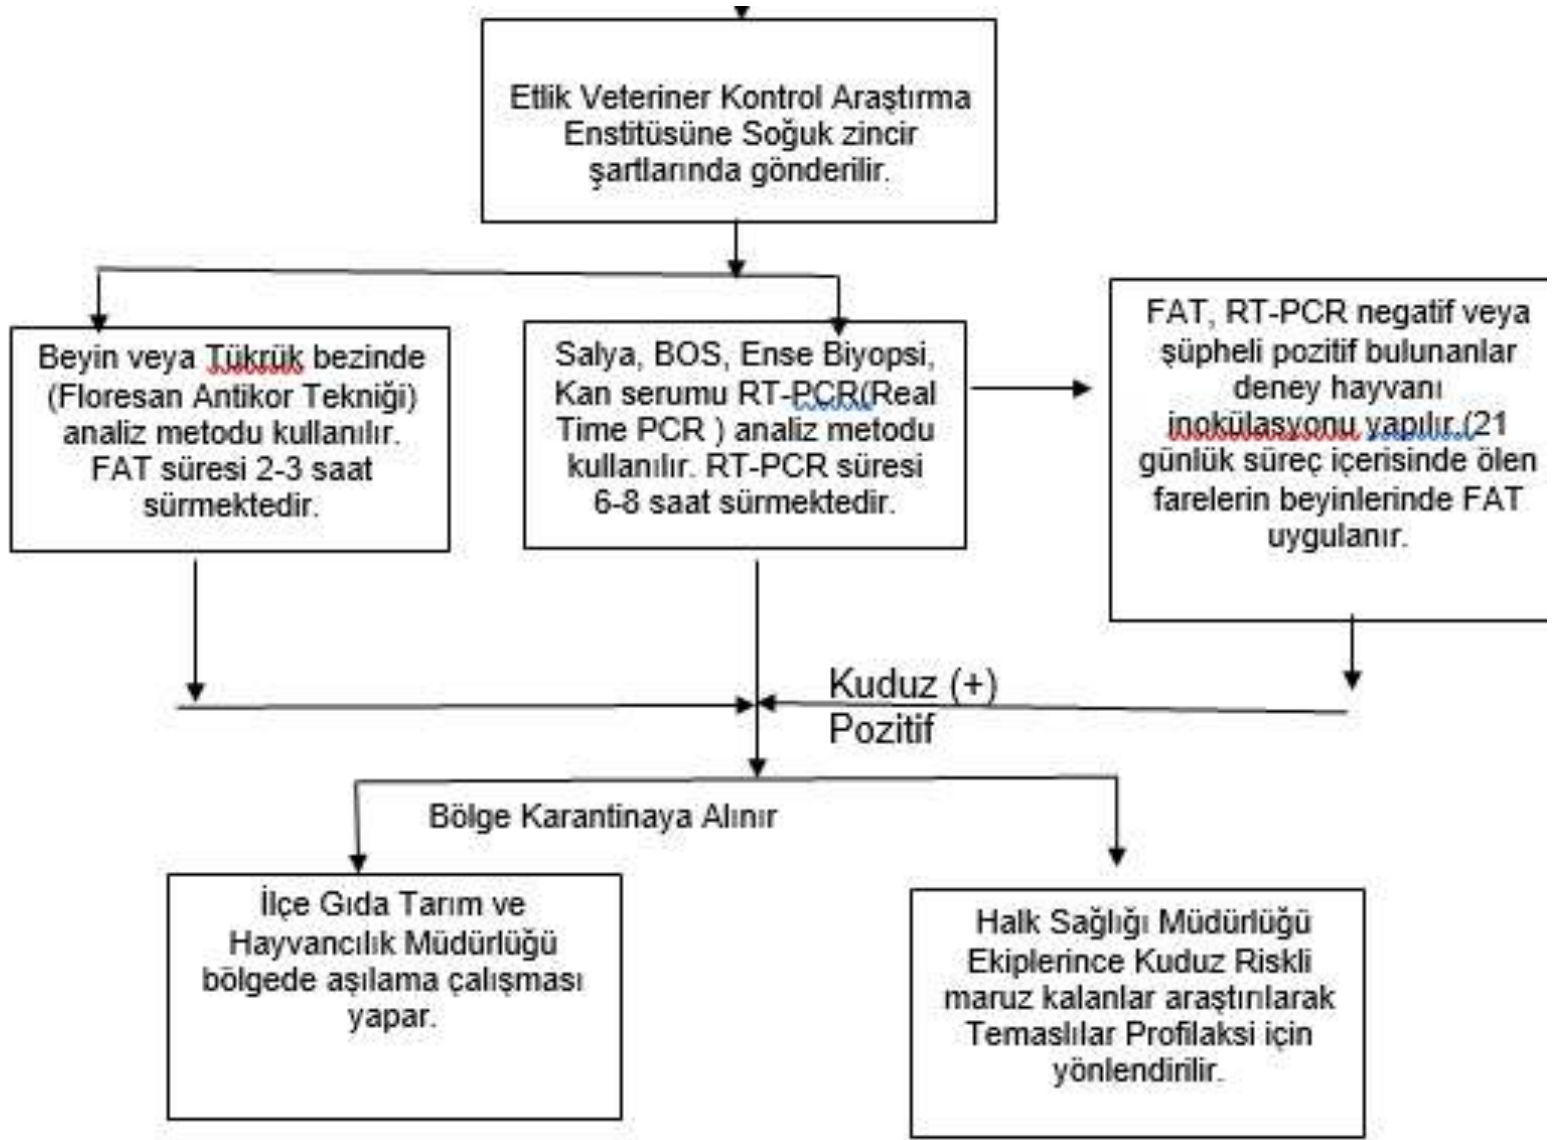 Etlik Veteriner Kontrol Araştırma
Enstitüsüne Soğuk zincir
şartlarında gönderilir.
Beyin veya Tükrük bezinde
(Floresan Antikor Tekniği)
analiz metodu kullanılır.
FAT süresi 2-3 saat
sürmektedir.
Salya, BOS, Ense Biyopsi,
Kan serumu RT-PCR(Real
Time PCR ) analiz metodu
kullanılır. RT-PCR süresi
6-8 saat sürmektedir.
FAT, RT-PCR negatif veya
şüpheli pozitif bulunanlar
deney hayvanı
inokülasyonu yapılır.(21
günlük süreç içerisinde ölen
farelerin beyinlerinde FAT
uygulanır.
Kuduz (+)
Pozitif
Bölge Karantinaya Alınır
İlçe Gıda Tarım ve
Hayvancılık Müdürlüğü
bölgede aşılama çalışması
yapar.
Halk Sağlığı Müdürlüğü
Ekiplerince Kuduz Riskli
maruz kalanlar araştırılarak
Temaslılar Profilaksi için
yönlendirilir.